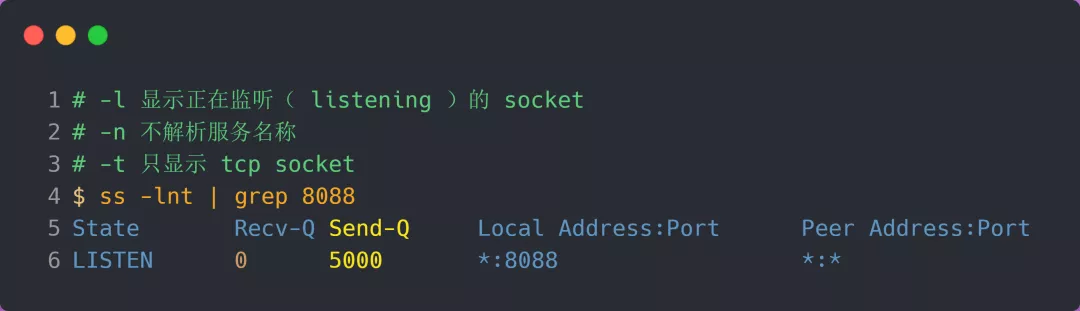 1 # -l 显示正在监听（ listening ）的 socket
2 # -n 不解析服务名称
3 # -t 只显示 tcp socket
4 $ ss -lnt | grep 8088
5 State Recv-Q Send-Q Local Address:Port Peer Address:Port
6 LISTEN 0 5000 *:8088 *:*